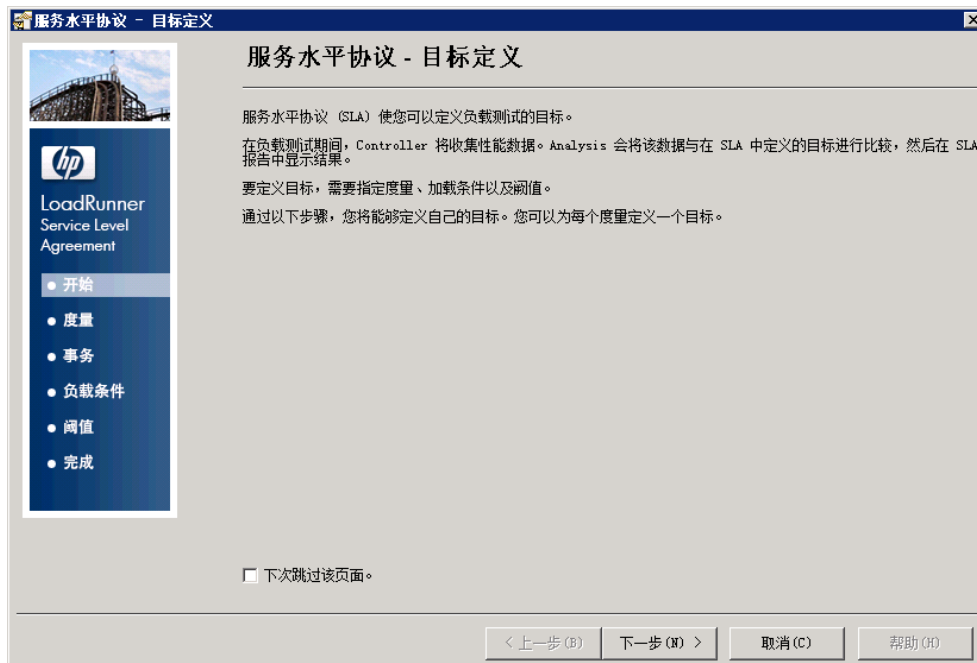 服务水平协议 - 目标定义
服务水平协议 - 目标定义
服务水平协议 (SLA) 使您可以定义负载测试的目标。
在负载测试期间，Controller 将收集性能数据。Analysis 会将该数据与在 SLA 中定义的目标进行比较，然后在 SLA
报告中显示结果。
要定义目标，需要指定度量、加载条件以及阈值。
通过以下步骤，您将能够定义自己的目标。您可以为每个度量定义一个目标。
hp
LoadRunner
Service Level
Agreement
开始
度量
事务
负载条件
阈值
完成
下次跳过该页面。
< 上一步(B)
下一步(N) >
取消(C)
帮助(H)